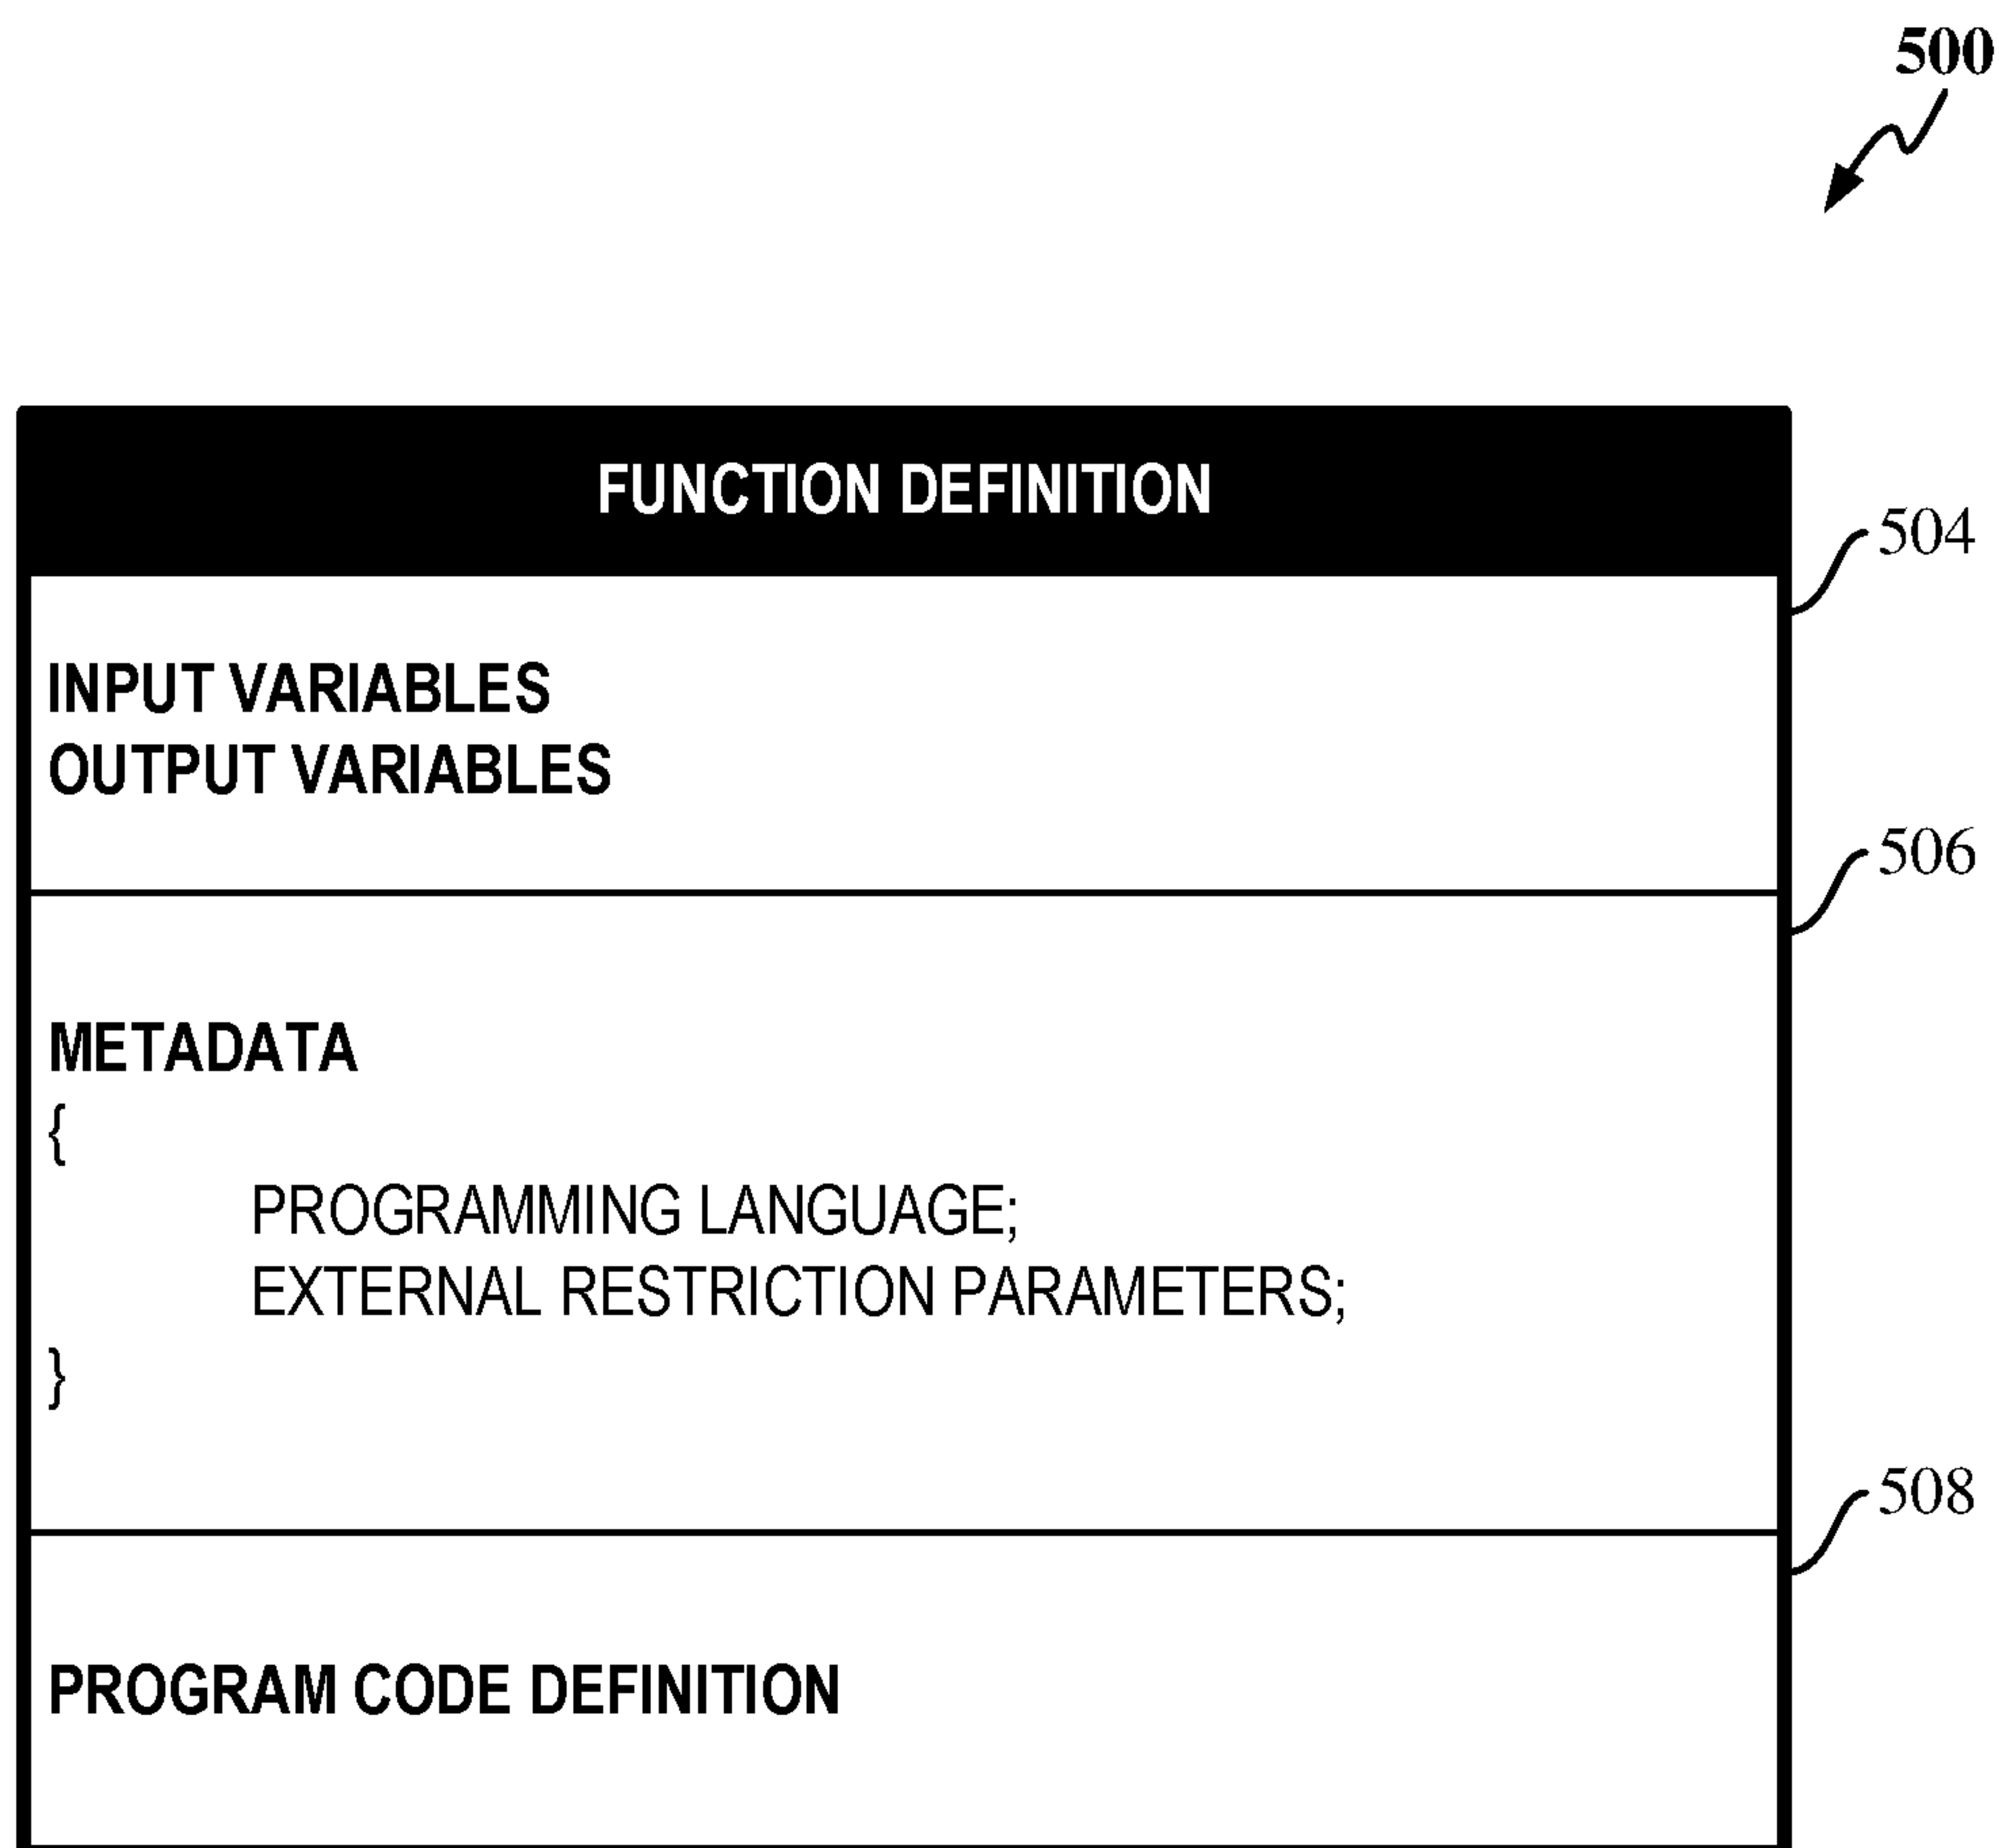 500
FUNCTION DEFINITION
504
INPUT VARIABLES
OUTPUT VARIABLES
506
METADATA
{
PROGRAMMING LANGUAGE;
EXTERNAL RESTRICTION PARAMETERS;
}
508
PROGRAM CODE DEFINITION